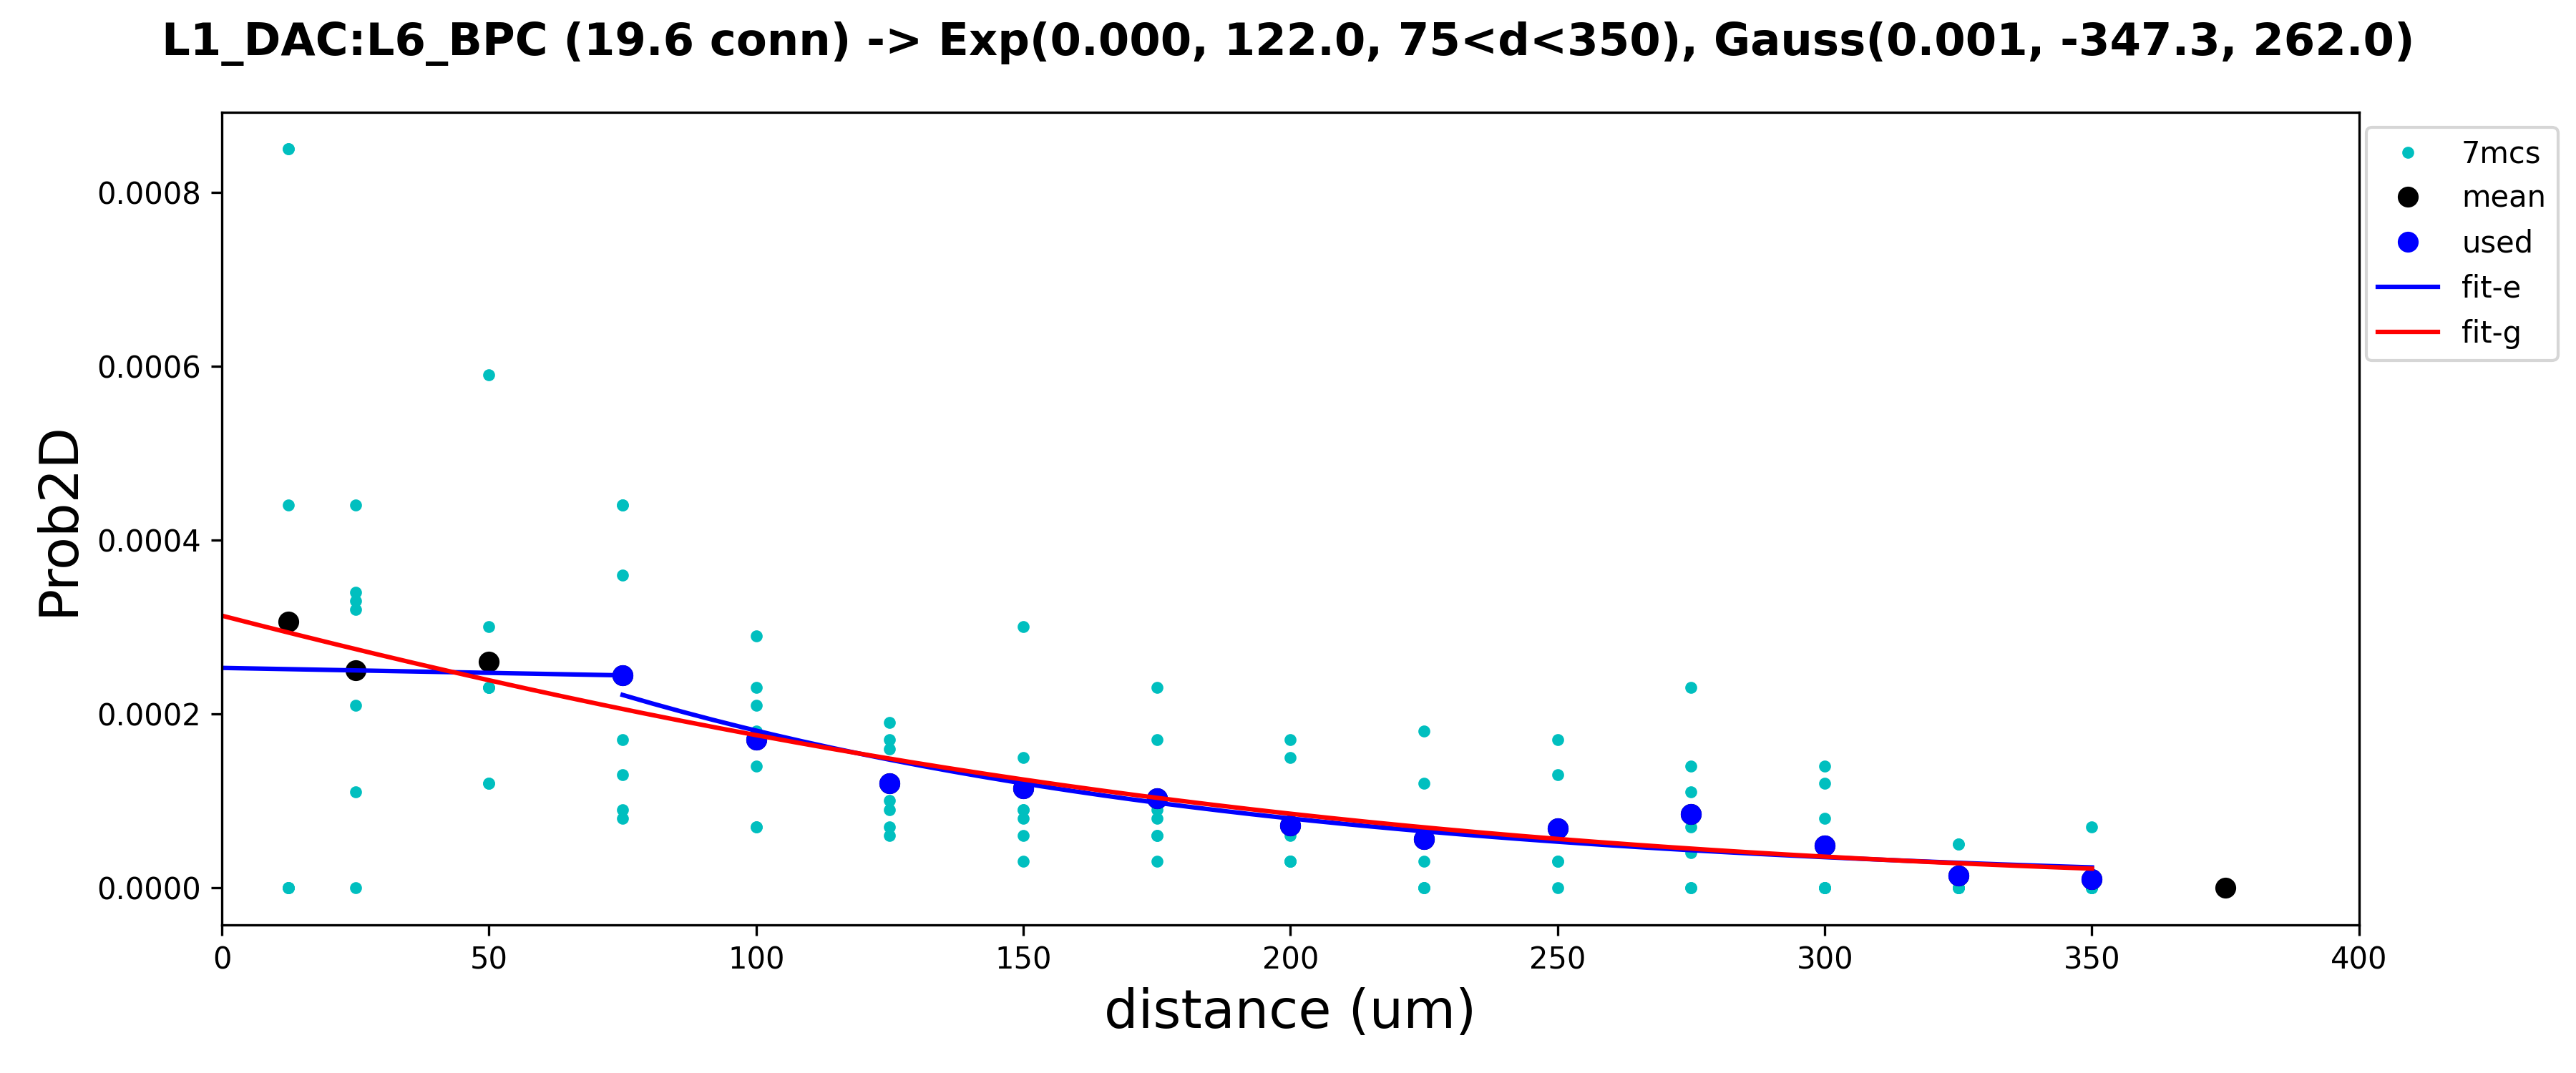 L1_DAC:L6_BPC (19.6 conn) -> Exp(0.000, 122.0, 75<d<350), Gauss(0.001, -347.3, 262.0)
7mcs
mean
used
fit-e
fit-g
Prob2D
0.0008
0.0006
0.0004
0.0002
0.0000
0 50 100 150 200 250 300 350 400
distance (um)